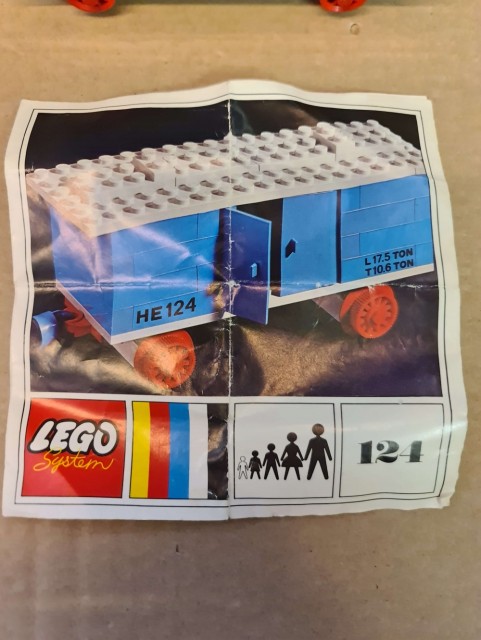 L 17.5 TON
T 10.6 TON
HE 124
LEGO
System
124